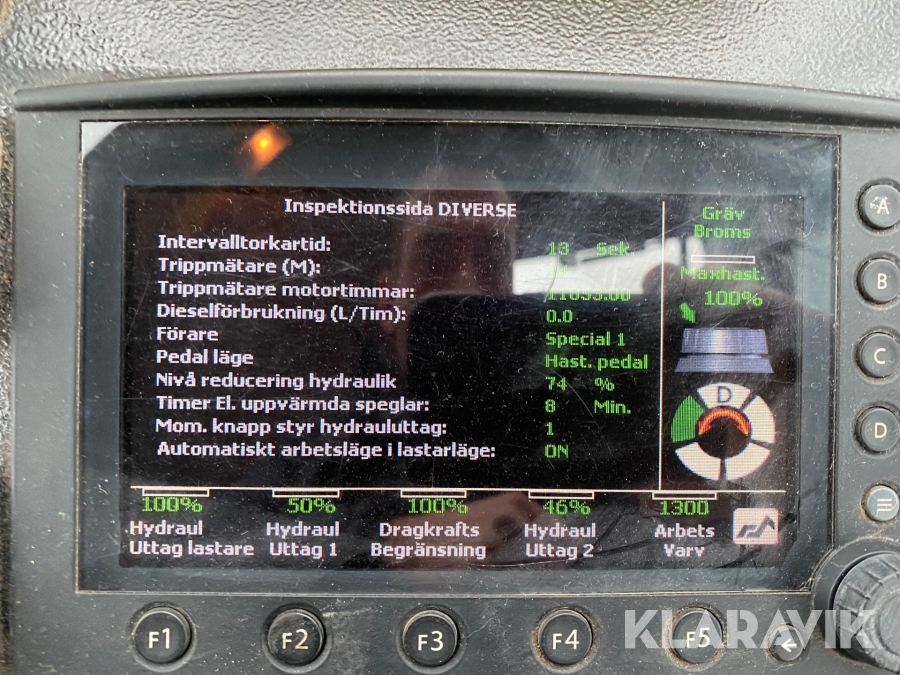 Inspektionssida DIVERSE
Intervalltorkartid: 13 Sek.
Trippmätare (M):
Trippmätare motortimmar:
Dieselförbrukning (L/Tim): 0.0
Förare Special 1
Pedal läge Hast. pedal
Nivå reducering hydraulik 74 %
Timer El. uppvärmda speglar: 8 Min.
Mom. knapp styr hydrauluttag: 1
Automatiskt arbetsläge i lastarläge: ON
Gräv
Broms
Maxhast.
100%
D
100% 50% 100% 46% 1300
Hydraul Hydraul Dragkrafts Hydraul Arbets
Uttag lastare Uttag 1 Begränsning Uttag 2 Varv
A
B
C
D
F1 F2 F3 F4 F5
KLARAVIK